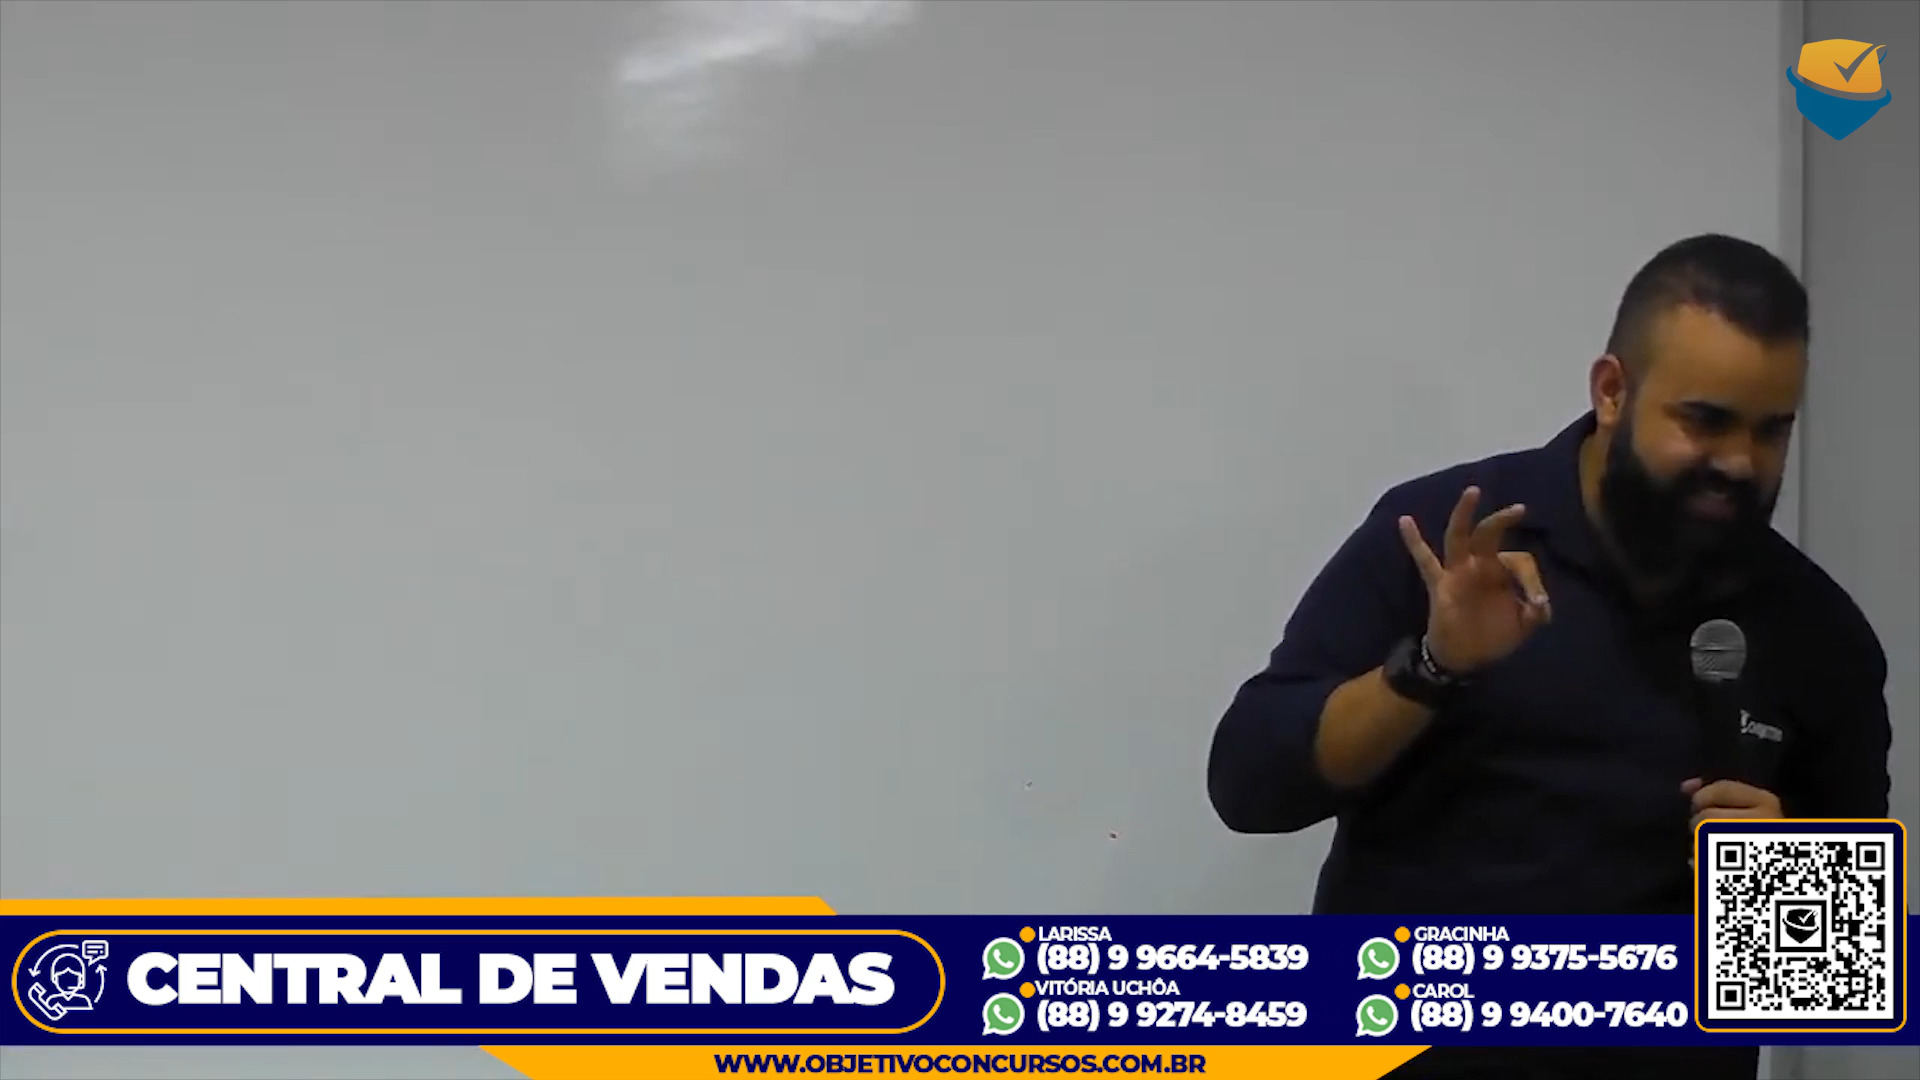 CENTRAL DE VENDAS
LARISSA
(88) 9 9664-5839
VITÓRIA UCHÔA
(88) 9 9274-8459
GRACINHA
(88) 9 9375-5676
CAROL
(88) 9 9400-7640
WWW.OBJETIVOCONCURSOS.COM.BR